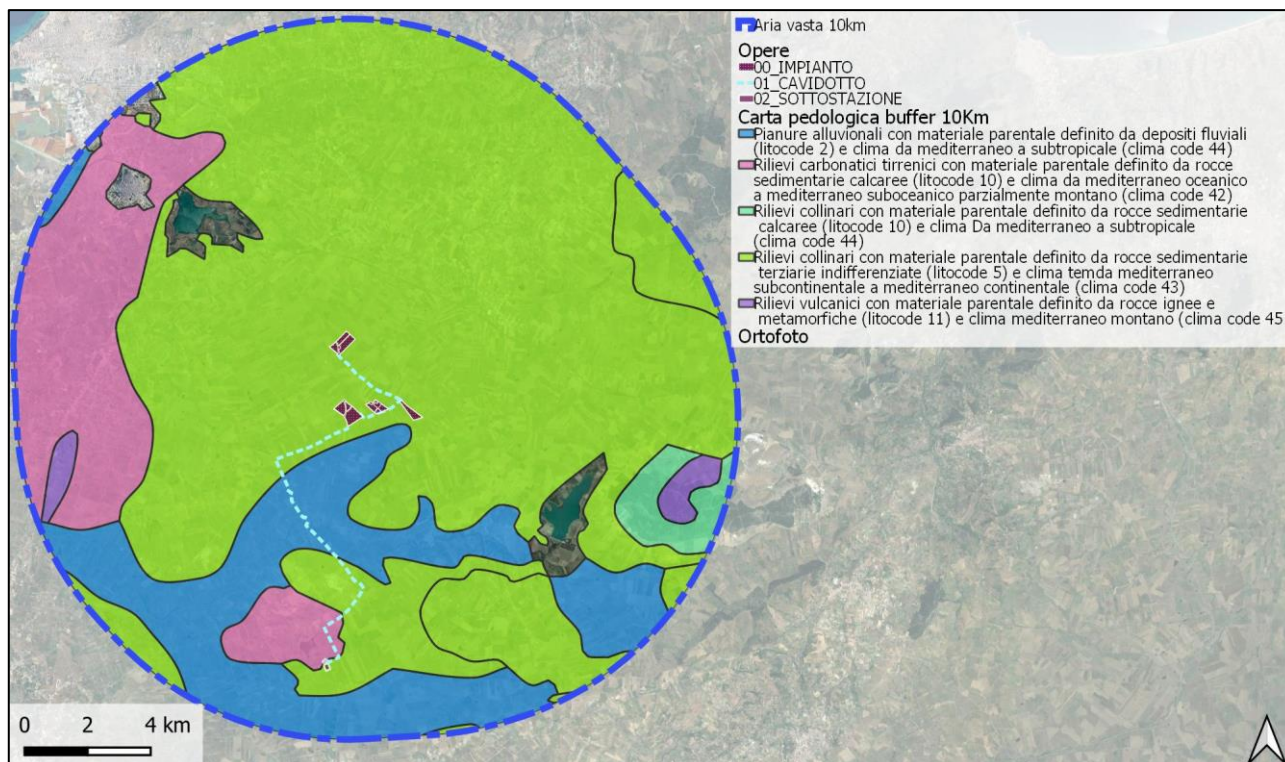 Aria vasta 10km
Opere
00_IMPIANTO
01_CAVIDOTTO
02_SOTTOSTAZIONE
Carta pedologica buffer 10Km
Pianure alluvionali con materiale parentale definito da depositi fluviali
(litocode 2) e clima da mediterraneo a subtropicale (clima code 44)
Rilievi carbonatici tirrenici con materiale parentale definito da rocce
sedimentarie calcaree (litocode 10) e clima da mediterraneo oceanico
a mediterraneo suboceanico parzialmente montano (clima code 42)
Rilievi collinari con materiale parentale definito da rocce sedimentarie
calcaree (litocode 10) e clima Da mediterraneo a subtropicale
(clima code 44)
Rilievi collinari con materiale parentale definito da rocce sedimentarie
terziarie indifferenziate (litocode 5) e clima temda mediterraneo
subcontinentale a mediterraneo continentale (clima code 43)
Rilievi vulcanici con materiale parentale definito da rocce ignee e
metamorfiche (litocode 11) e clima mediterraneo montano (clima code 45
Ortofoto
0 2 4 km